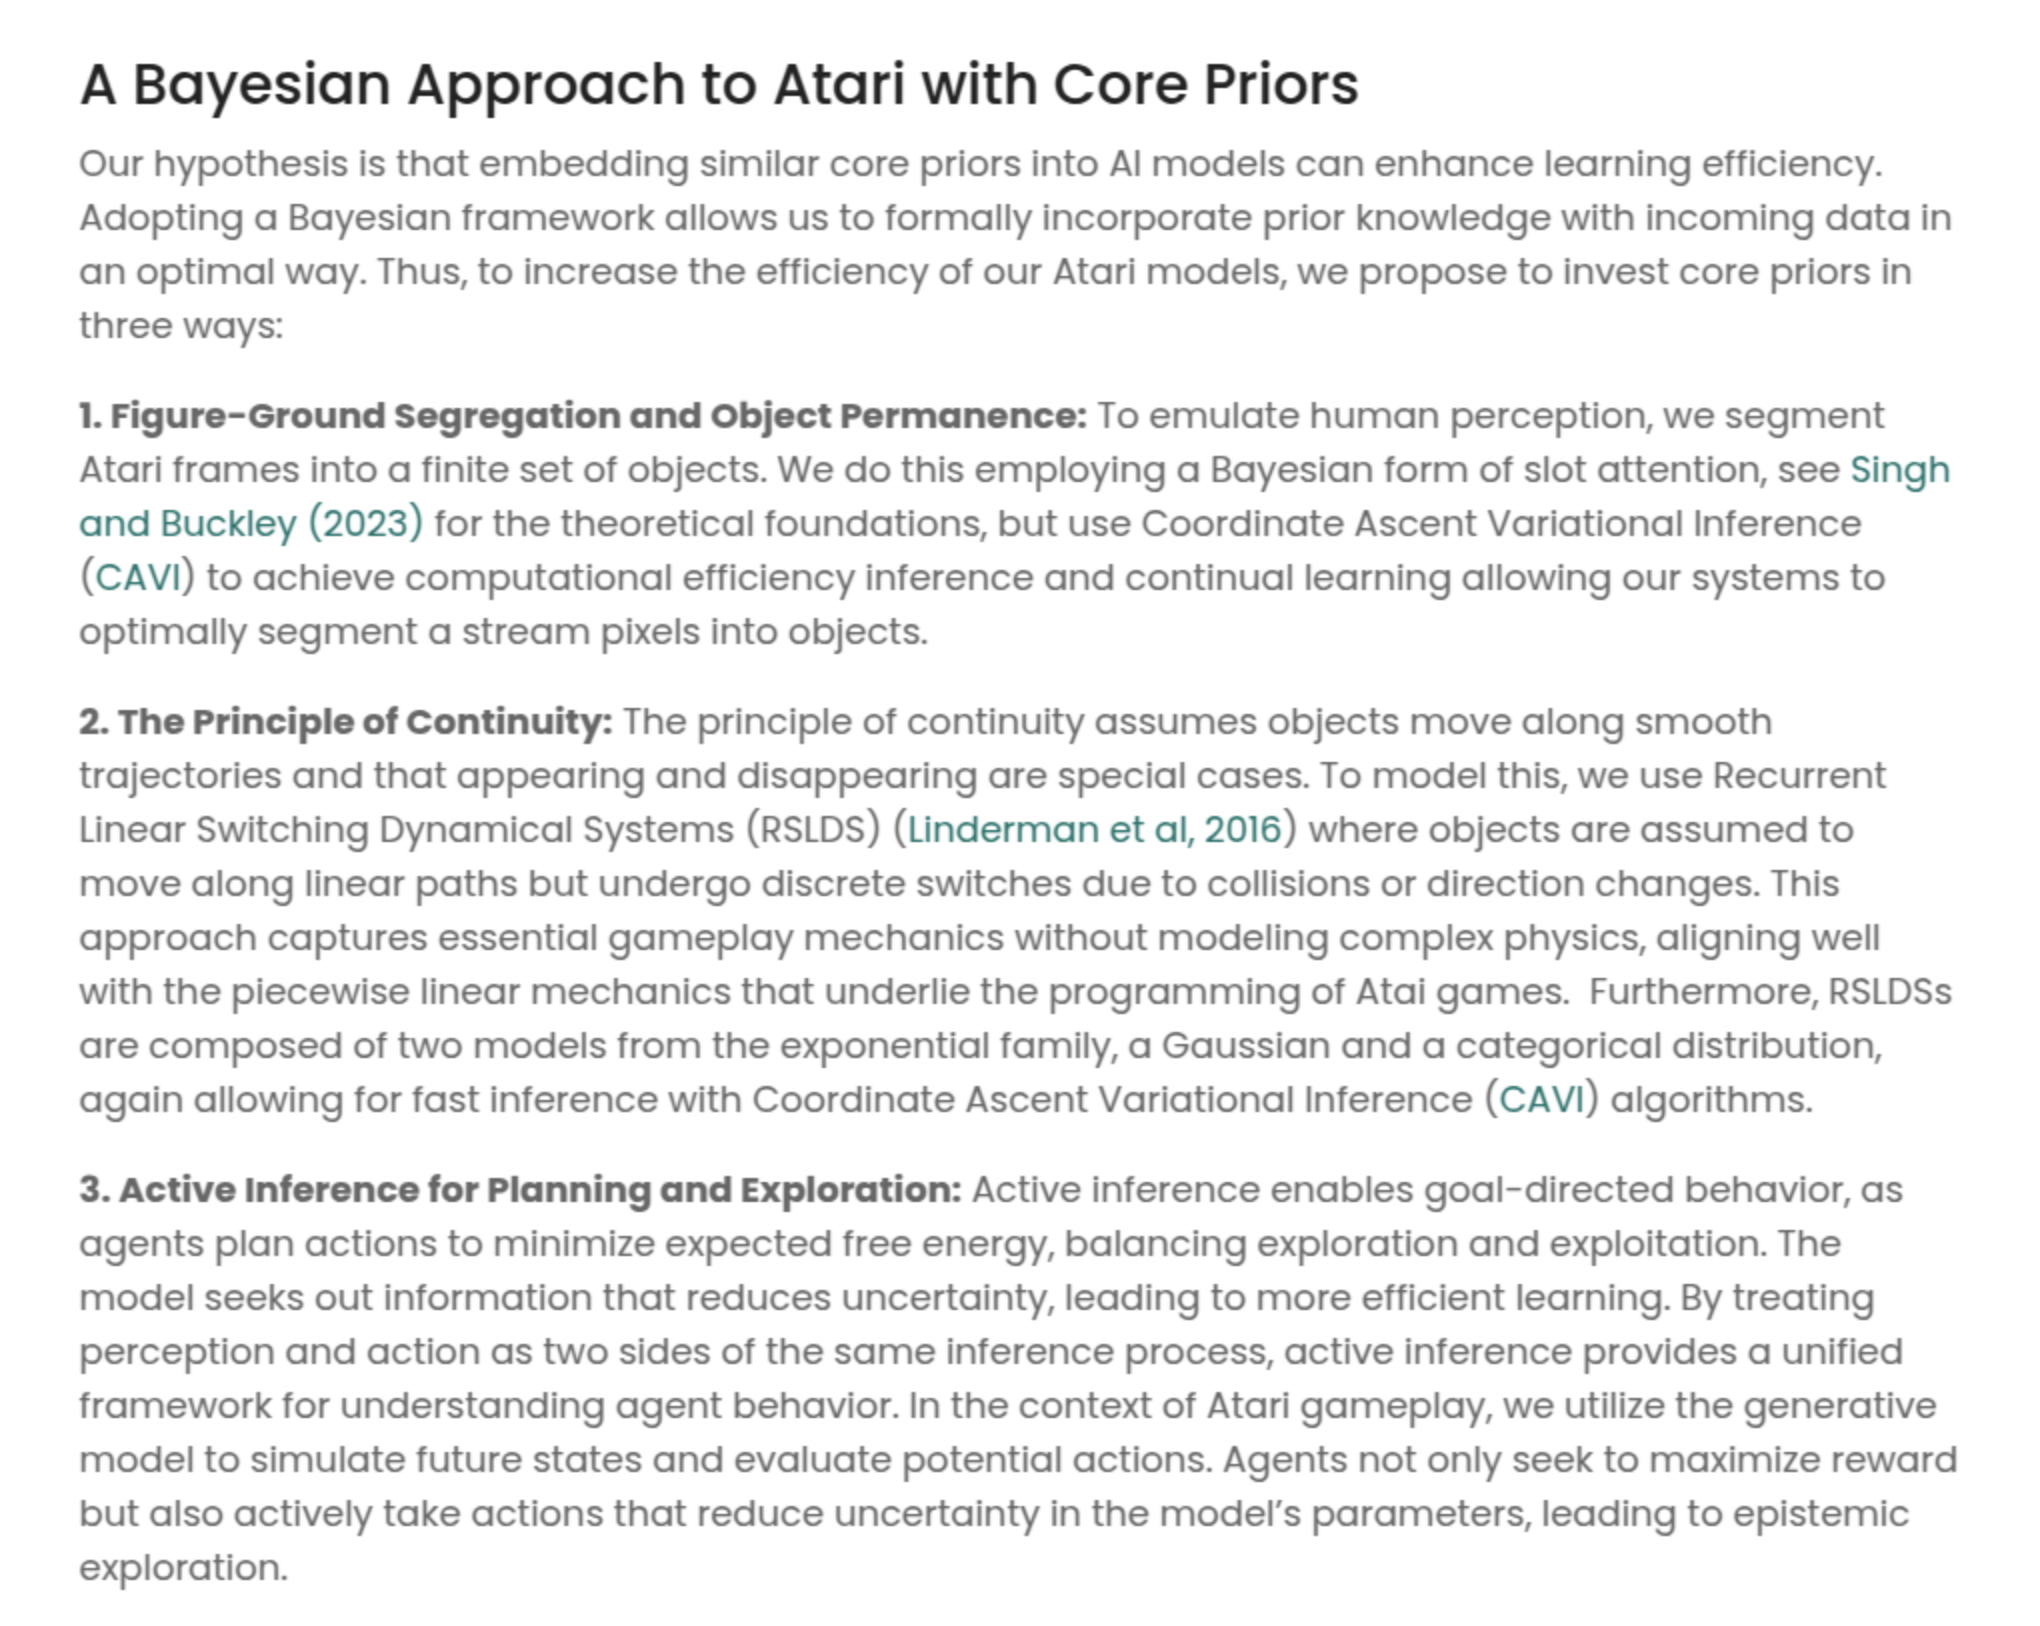 A Bayesian Approach to Atari with Core Priors
Our hypothesis is that embedding similar core priors into AI models can enhance learning efficiency.
Adopting a Bayesian framework allows us to formally incorporate prior knowledge with incoming data in
an optimal way. Thus, to increase the efficiency of our Atari models, we propose to invest core priors in
three ways:
1. Figure-Ground Segregation and Object Permanence: To emulate human perception, we segment
Atari frames into a finite set of objects. We do this employing a Bayesian form of slot attention, see Singh
and Buckley (2023) for the theoretical foundations, but use Coordinate Ascent Variational Inference
(CAVI) to achieve computational efficiency inference and continual learning allowing our systems to
optimally segment a stream pixels into objects.
2. The Principle of Continuity: The principle of continuity assumes objects move along smooth
trajectories and that appearing and disappearing are special cases. To model this, we use Recurrent
Linear Switching Dynamical Systems (RSLDS) (Linderman et al, 2016) where objects are assumed to
move along linear paths but undergo discrete switches due to collisions or direction changes. This
approach captures essential gameplay mechanics without modeling complex physics, aligning well
with the piecewise linear mechanics that underlie the programming of Atai games.  Furthermore, RSLDSs
are composed of two models from the exponential family, a Gaussian and a categorical distribution,
again allowing for fast inference with Coordinate Ascent Variational Inference (CAVI) algorithms.
3. Active Inference for Planning and Exploration: Active inference enables goal-directed behavior, as
agents plan actions to minimize expected free energy, balancing exploration and exploitation. The
model seeks out information that reduces uncertainty, leading to more efficient learning. By treating
perception and action as two sides of the same inference process, active inference provides a unified
framework for understanding agent behavior. In the context of Atari gameplay, we utilize the generative
model to simulate future states and evaluate potential actions. Agents not only seek to maximize reward
but also actively take actions that reduce uncertainty in the model’s parameters, leading to epistemic
exploration.